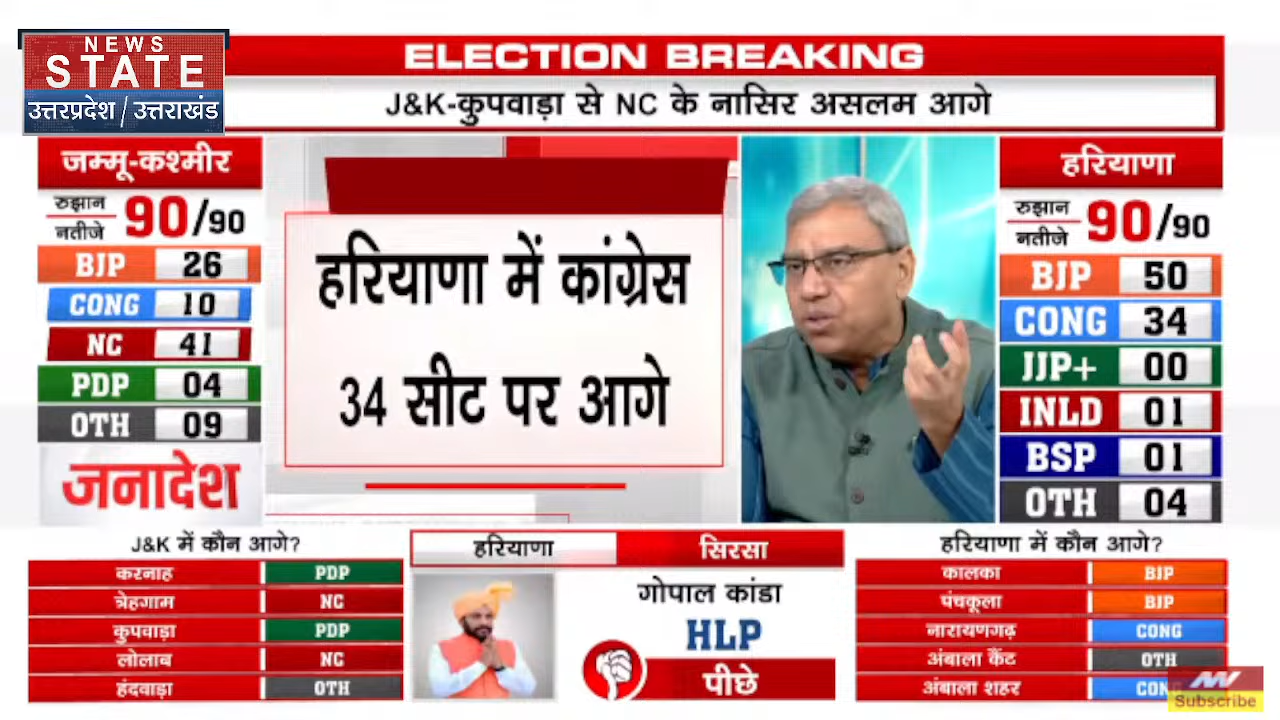 NEWS
STATE
उत्तरप्रदेश / उत्तराखंड
ELECTION BREAKING
J&K-कुपवाड़ा से NC के नासिर असलम आगे
जम्मू-कश्मीर
रुझान
नतीजे
90/90
BJP 26
CONG 10
NC 41
PDP 04
OTH 09
जनादेश
हरियाणा में कांग्रेस
34 सीट पर आगे
हरियाणा
रुझान
नतीजे
90/90
BJP 50
CONG 34
JJP+ 00
INLD 01
BSP 01
OTH 04
J&K में कौन आगे?
करनाह PDP
त्रेहगाम NC
कुपवाड़ा PDP
लोलाब NC
हंदवाड़ा OTH
हरियाणा सिरसा
गोपाल कांडा
HLP
पीछे
हरियाणा में कौन आगे?
कालका BJP
पंचकूला BJP
नारायणगढ़ CONG
अंबाला कैंट OTH
अंबाला शहर CONG
Subscribe